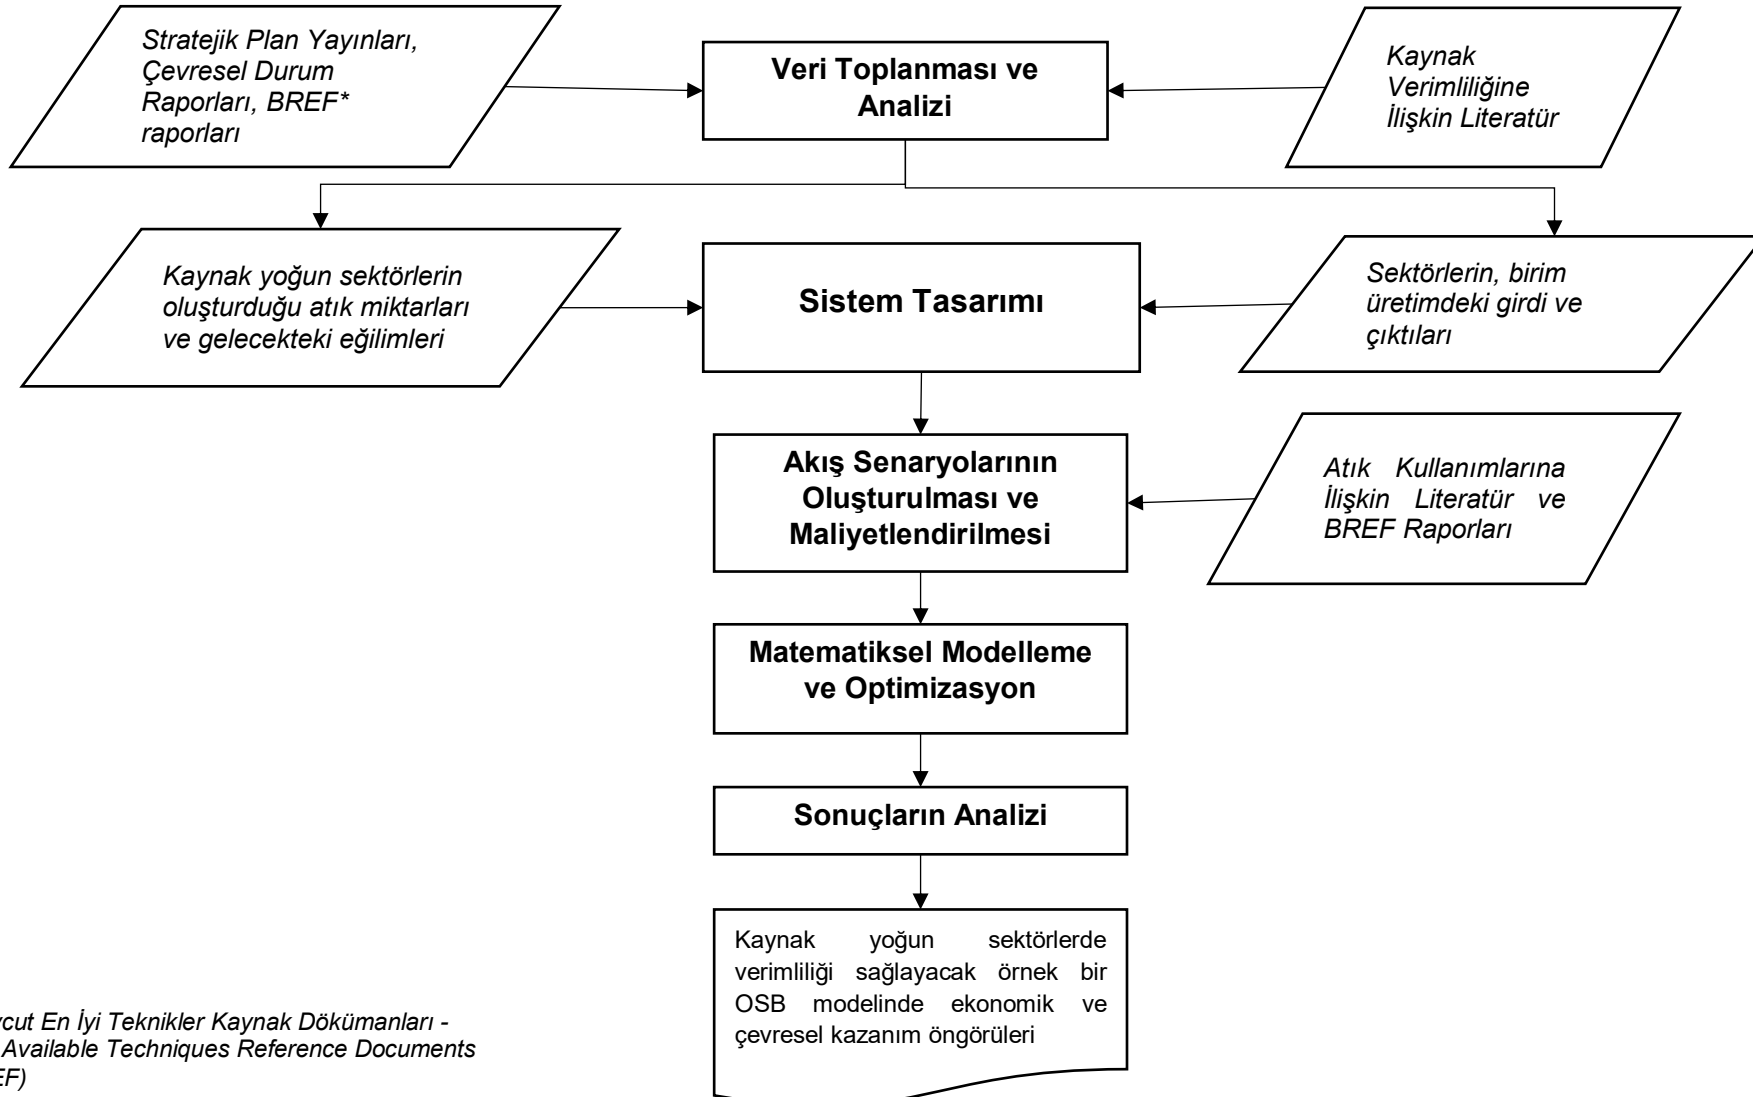 Stratejik Plan Yayınları,
Çevresel Durum
Raporları, BREF*
raporları
Veri Toplanması ve
Analizi
Kaynak
Verimliliğine
İlişkin Literatür
Kaynak yoğun sektörlerin
oluşturduğu atık miktarları
ve gelecekteki eğilimleri
Sistem Tasarımı
Sektörlerin, birim
üretimdeki girdi ve
çıktıları
Akış Senaryolarının
Oluşturulması ve
Maliyetlendirilmesi
Atık Kullanımlarına
İlişkin Literatür ve
BREF Raporları
Matematiksel Modelleme
ve Optimizasyon
Sonuçların Analizi
Kaynak yoğun sektörlerde
verimliliği sağlayacak örnek bir
OSB modelinde ekonomik ve
çevresel kazanım öngörüleri
En İyi Teknikler Kaynak Dökümanları -
Available Techniques Reference Documents